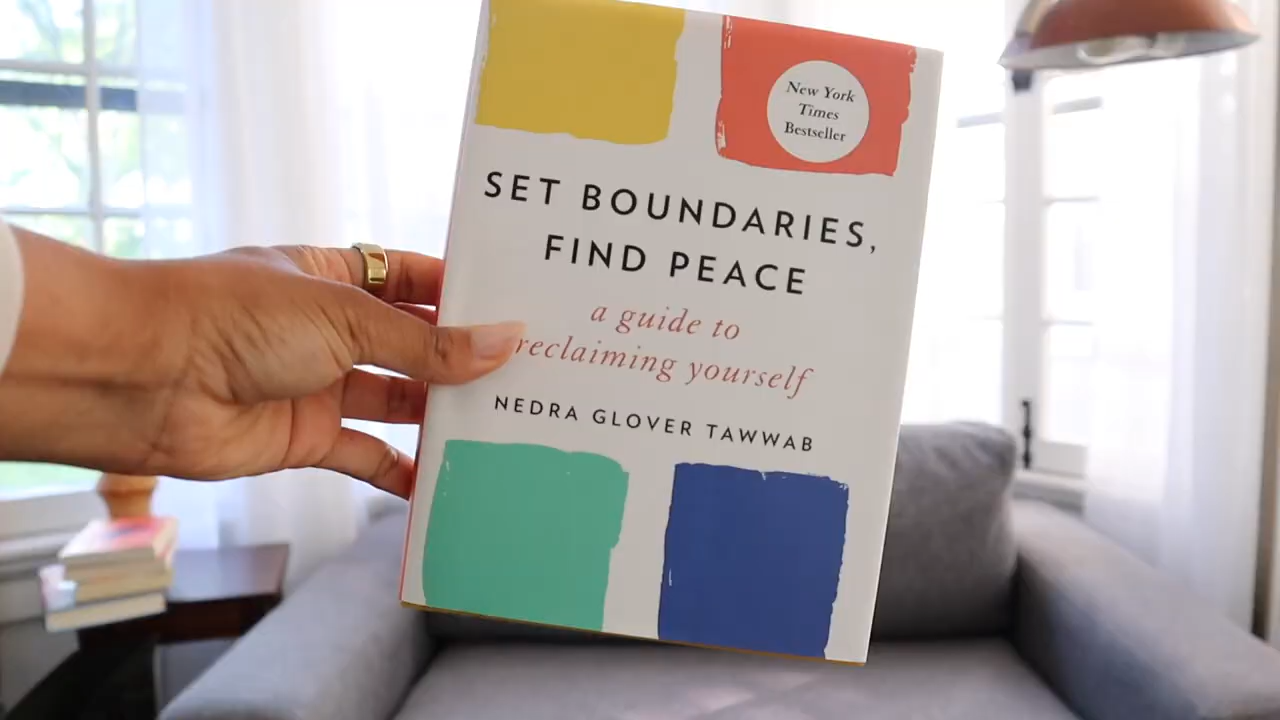 New York
Times
Bestseller
SET BOUNDARIES,
FIND PEACE
a guide to
reclaiming yourself
NEDRA GLOVER TAWWAB